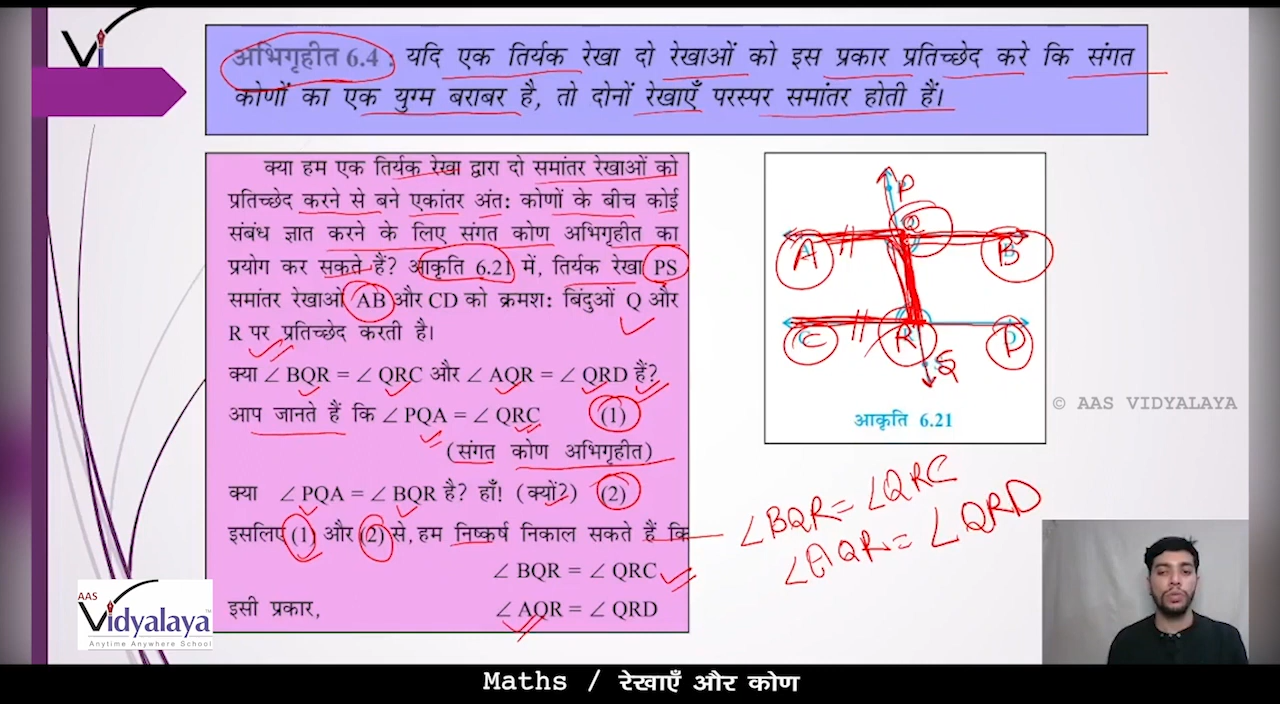 अभिगृहीत 6.4 : यदि एक तिर्यक रेखा दो रेखाओं को इस प्रकार प्रतिच्छेद करे कि संगत
कोणों का एक युग्म बराबर है, तो दोनों रेखाएँ परस्पर समांतर होती हैं।
क्या हम एक तिर्यक रेखा द्वारा दो समांतर रेखाओं को
प्रतिच्छेद करने से बने एकांतर अंत: कोणों के बीच कोई
संबंध ज्ञात करने के लिए संगत कोण अभिगृहीत का
प्रयोग कर सकते हैं? आकृति 6.21 में, तिर्यक रेखा PS
समांतर रेखाओं AB और CD को क्रमश: बिंदुओं Q और
R पर प्रतिच्छेद करती है।
क्या ∠ BQR = ∠ QRC और ∠ AQR = ∠ QRD हैं?
आप जानते हैं कि ∠ PQA = ∠ QRC (1)
(संगत कोण अभिगृहीत)
क्या ∠ PQA = ∠ BQR है? हाँ! (क्यों?) (2)
इसलिए (1) और (2) से, हम निष्कर्ष निकाल सकते हैं कि
∠ BQR = ∠ QRC
इसी प्रकार, ∠ AQR = ∠ QRD
P
Q
A B
C R D
S
आकृति 6.21
© AAS VIDYALAYA
∠BQR = ∠QRC
∠AQR = ∠QRD
AAS
Vidyalaya
Anytime Anywhere School
Maths / रेखाएँ और कोण